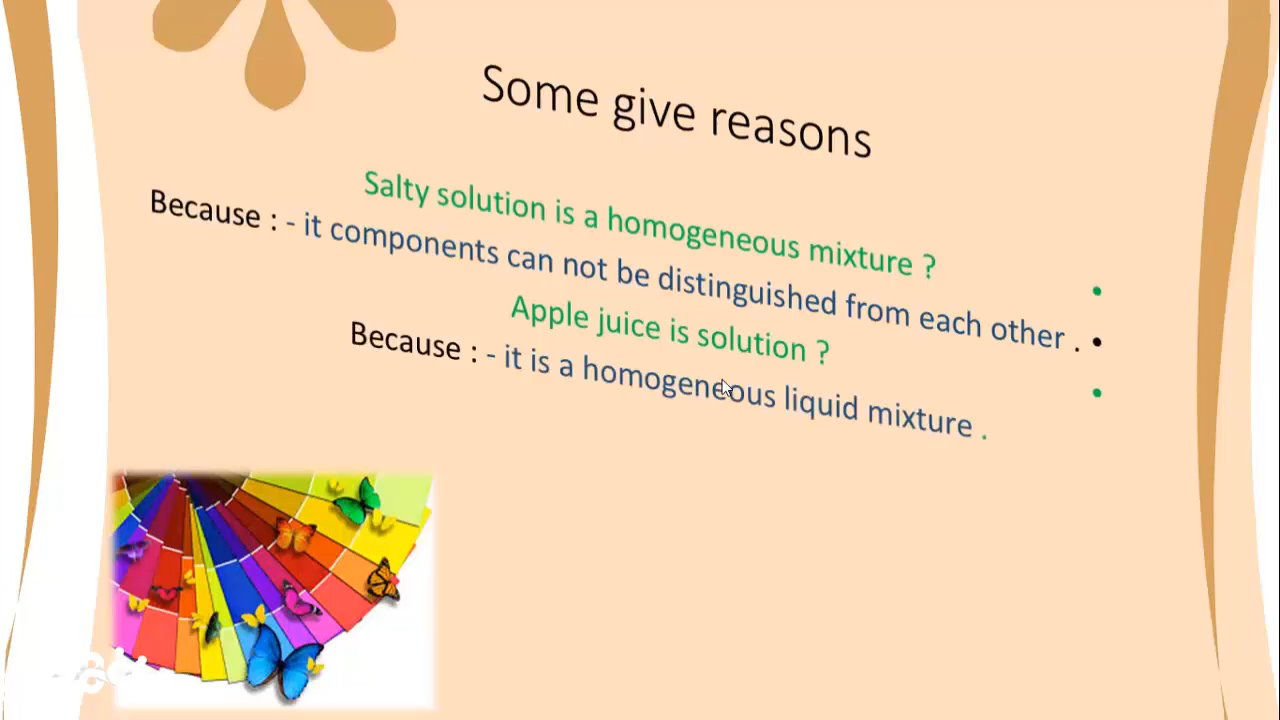 Some give reasons
Salty solution is a homogeneous mixture ?
Because : - it components can not be distinguished from each other .
Apple juice is solution ?
Because : - it is a homogeneous liquid mixture .